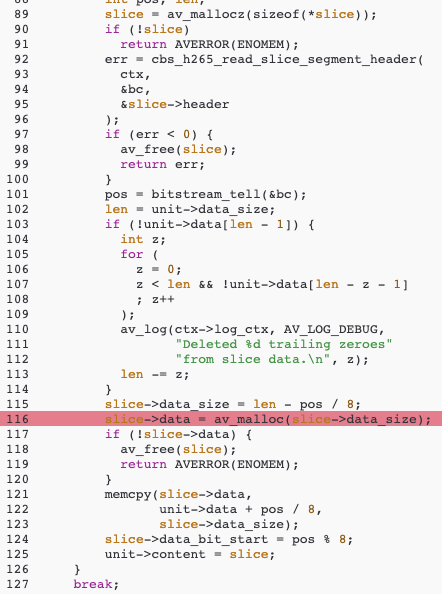 88 int pos, len;
89 slice = av_mallocz(sizeof(*slice));
90 if (!slice)
91 return AVERROR(ENOMEM);
92 err = cbs_h265_read_slice_segment_header(
93 ctx,
94 &bc,
95 &slice->header
96 );
97 if (err < 0) {
98 av_free(slice);
99 return err;
100 }
101 pos = bitstream_tell(&bc);
102 len = unit->data_size;
103 if (!unit->data[len - 1]) {
104 int z;
105 for (
106 z = 0;
107 z < len && !unit->data[len - z - 1]
108 ; z++
109 );
110 av_log(ctx->log_ctx, AV_LOG_DEBUG,
111 "Deleted %d trailing zeroes"
112 "from slice data.\n", z);
113 len -= z;
114 }
115 slice->data_size = len - pos / 8;
116 slice->data = av_malloc(slice->data_size);
117 if (!slice->data) {
118 av_free(slice);
119 return AVERROR(ENOMEM);
120 }
121 memcpy(slice->data,
122 unit->data + pos / 8,
123 slice->data_size);
124 slice->data_bit_start = pos % 8;
125 unit->content = slice;
126 }
127 break;